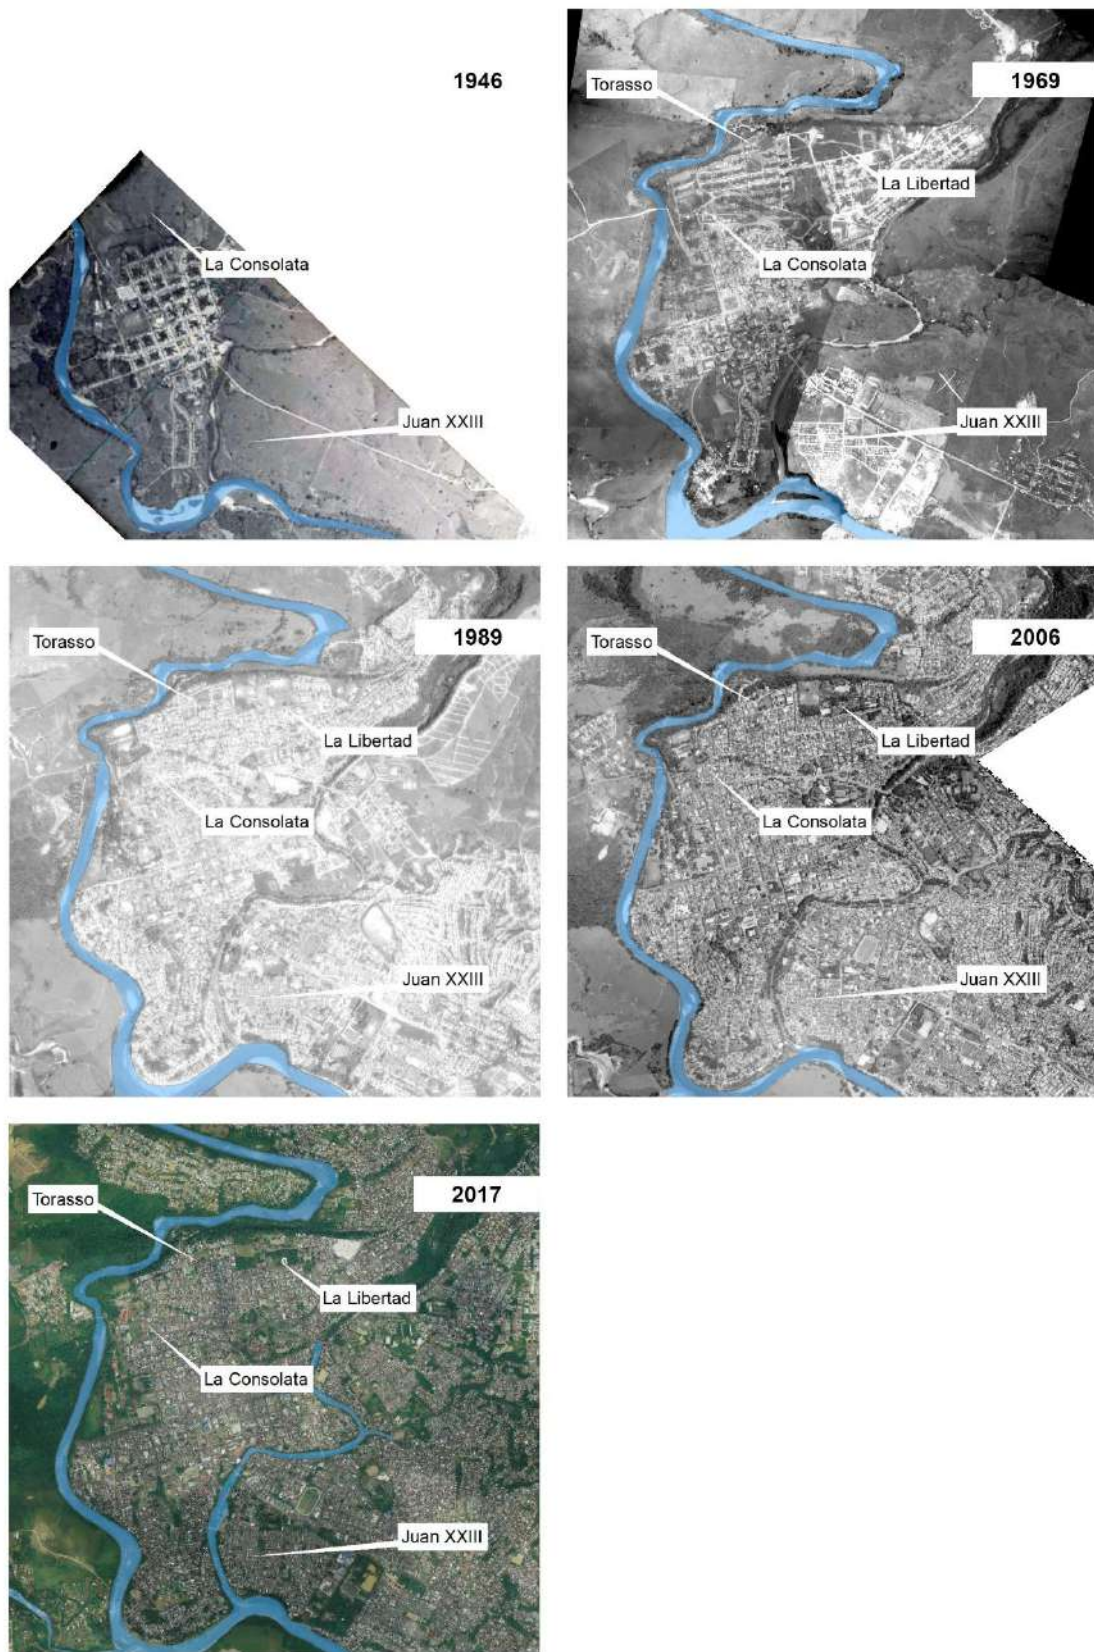 1946
La Consolata
Juan XXIII
1969
Torasso
La Libertad
La Consolata
Juan XXIII
1989
Torasso
La Libertad
La Consolata
Juan XXIII
2006
Torasso
La Libertad
La Consolata
Juan XXIII
2017
Torasso
La Libertad
La Consolata
Juan XXIII